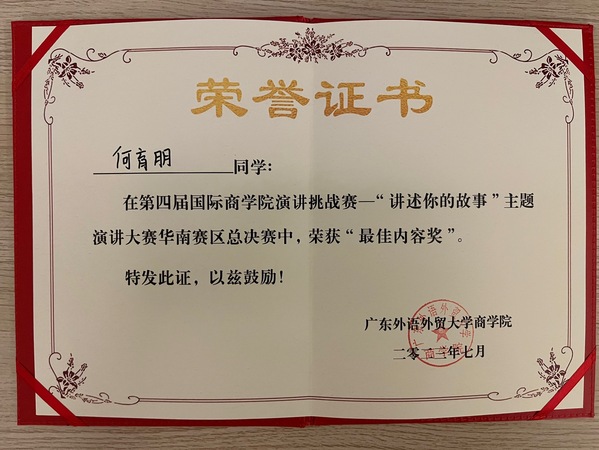 荣誉证书
何育朋 同学：
在第四届国际商学院演讲挑战赛—“讲述你的故事”主题
演讲大赛华南赛区总决赛中，荣获“最佳内容奖”。
特发此证，以兹鼓励！
广东外语外贸大学商学院
二〇二三年七月